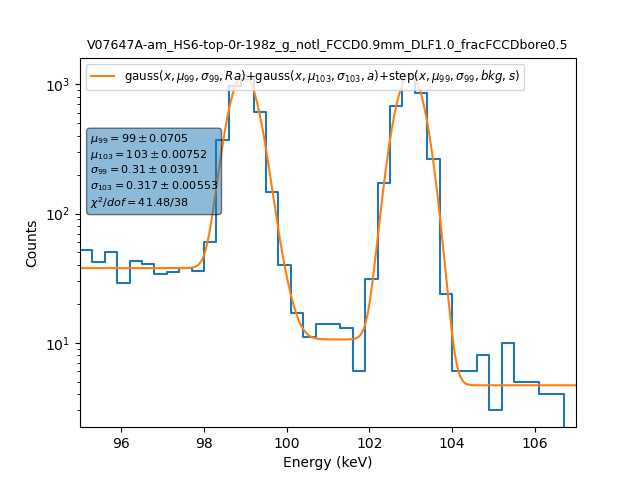 V07647A-am_HS6-top-0r-198z_g_notl_FCCD0.9mm_DLF1.0_fracFCCDbore0.5
gauss(x, μ₉₉, σ₉₉, Ra)+gauss(x, μ₁₀₃, σ₁₀₃, a)+step(x, μ₉₉, σ₉₉, bkg, s)
μ₉₉ = 99 ± 0.0705
μ₁₀₃ = 103 ± 0.00752
σ₉₉ = 0.31 ± 0.0391
σ₁₀₃ = 0.317 ± 0.00553
χ²/dof = 41.48/38
10³
10²
10¹
Counts
96 98 100 102 104 106
Energy (keV)